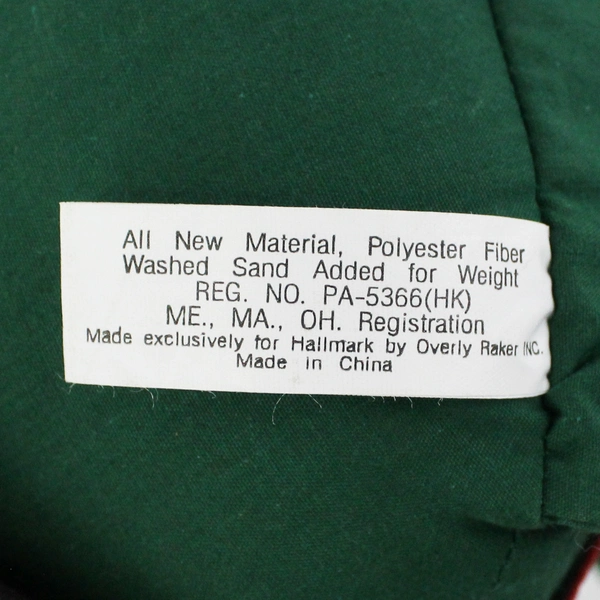 All New Material, Polyester Fiber
Washed Sand Added for Weight
REG. NO. PA-5366(HK)
ME., MA., OH. Registration
Made exclusively for Hallmark by Overly Raker INC.
Made in China